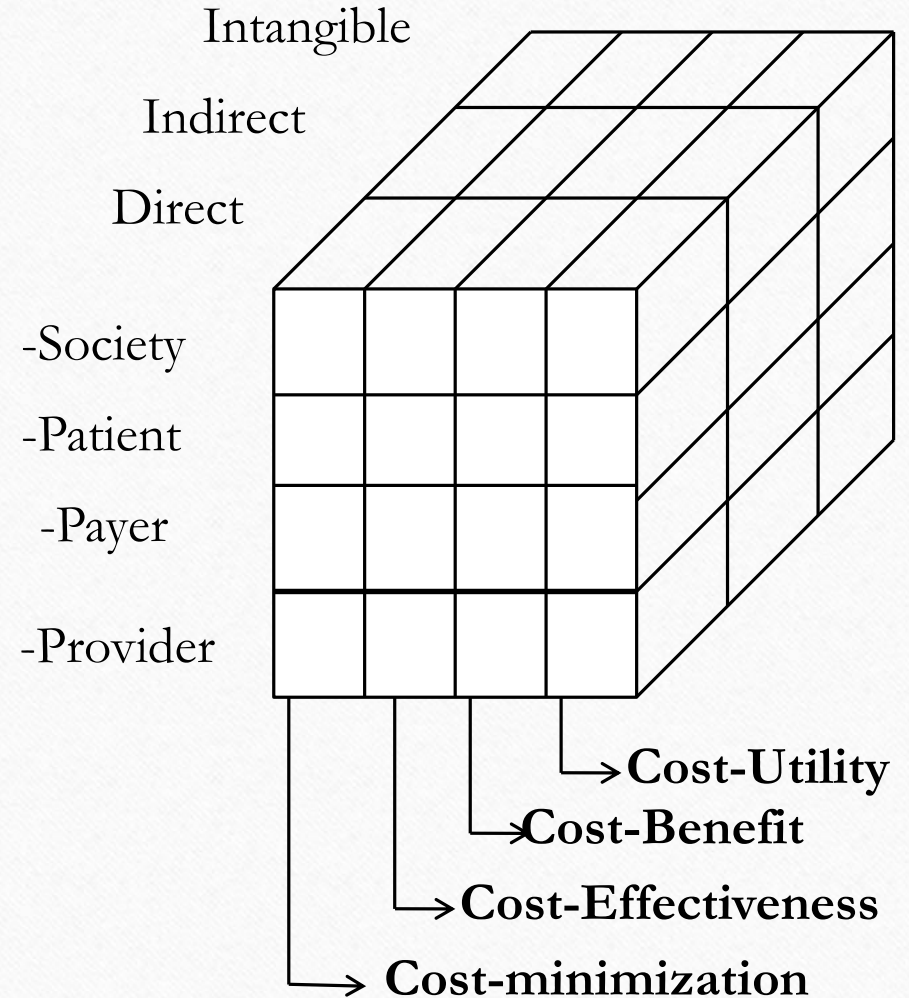 Intangible
Indirect
Direct
-Society
-Patient
-Payer
-Provider
Cost-Utility
Cost-Benefit
Cost-Effectiveness
Cost-minimization